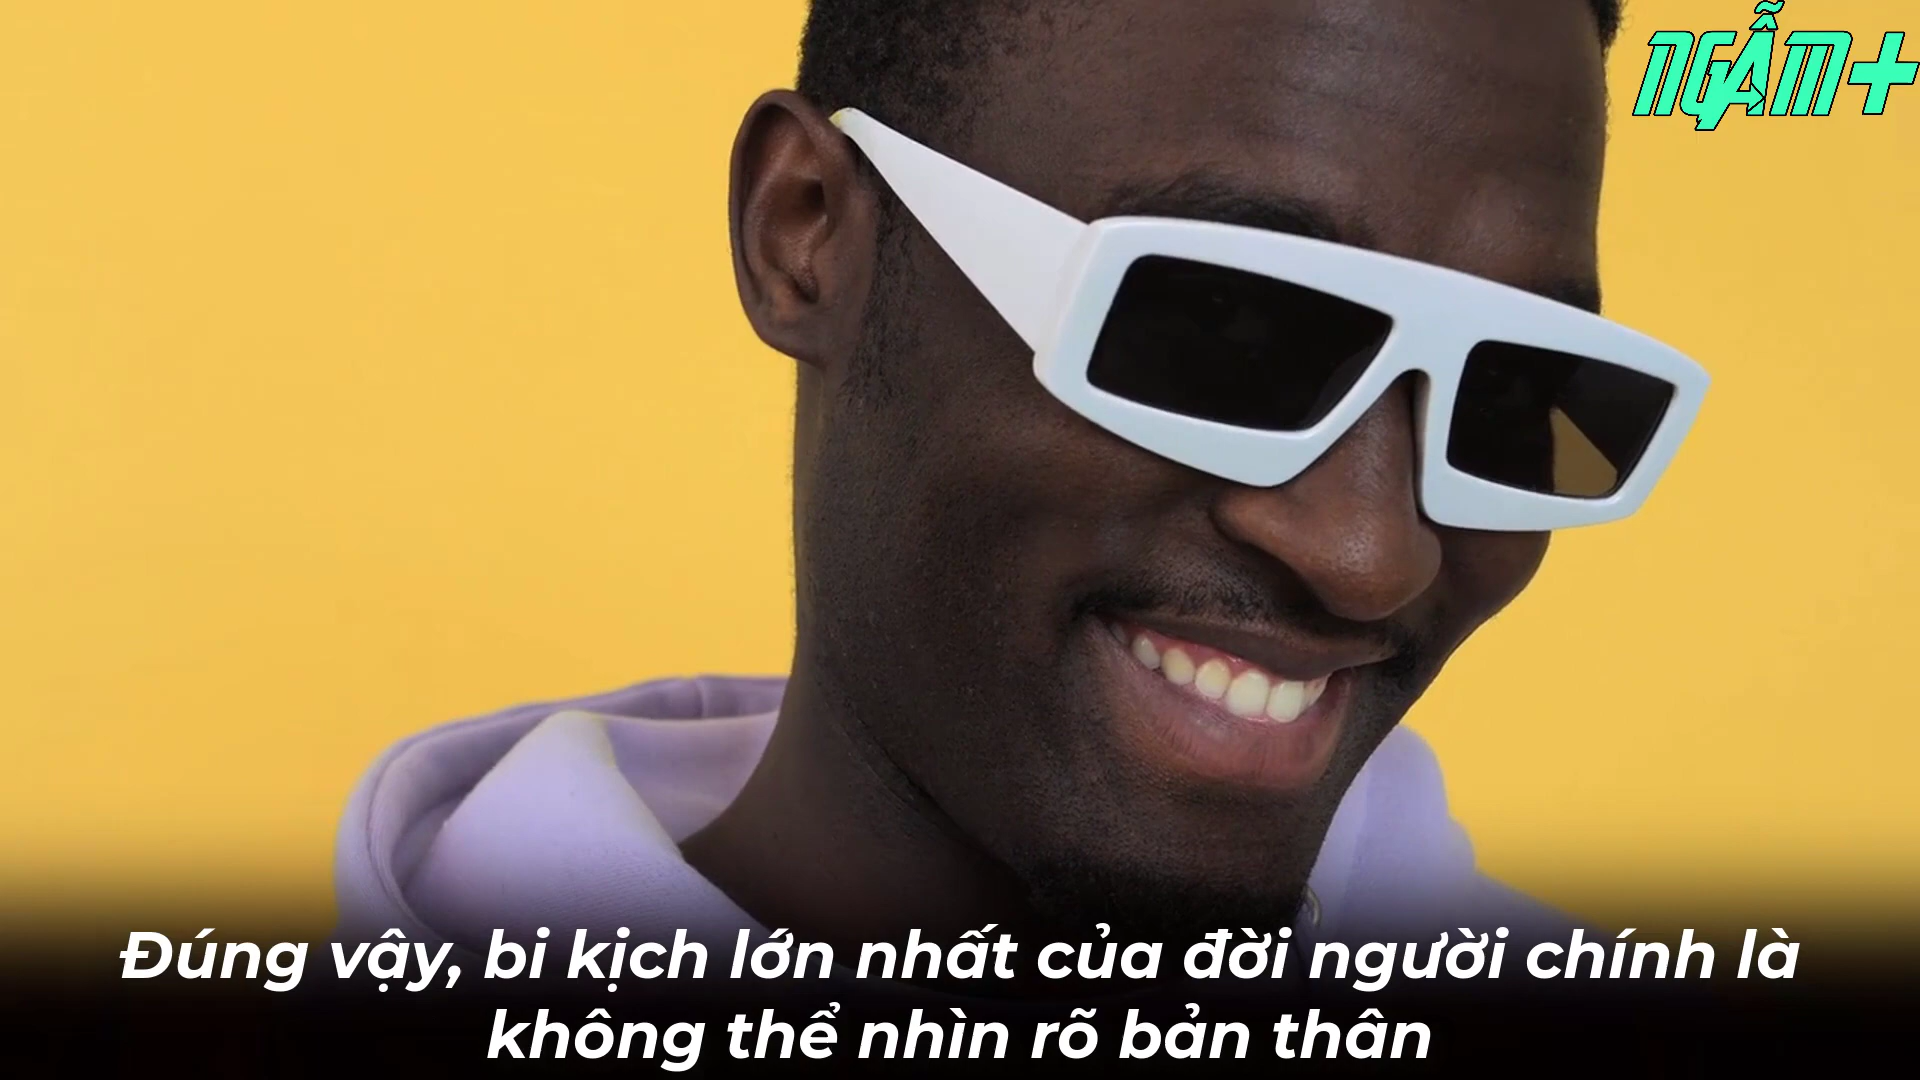 NGẪM+
Đúng vậy, bi kịch lớn nhất của đời người chính là
không thể nhìn rõ bản thân